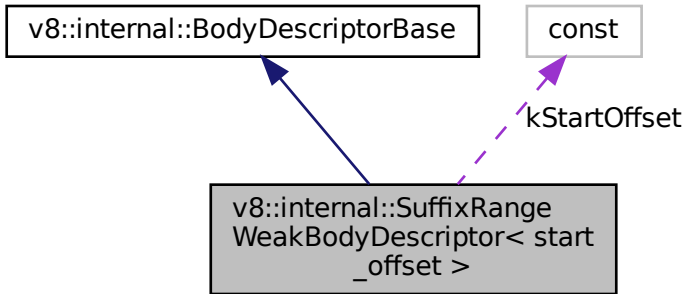 v8::internal::BodyDescriptorBase
const
kStartOffset
v8::internal::SuffixRange
WeakBodyDescriptor< start
_offset >